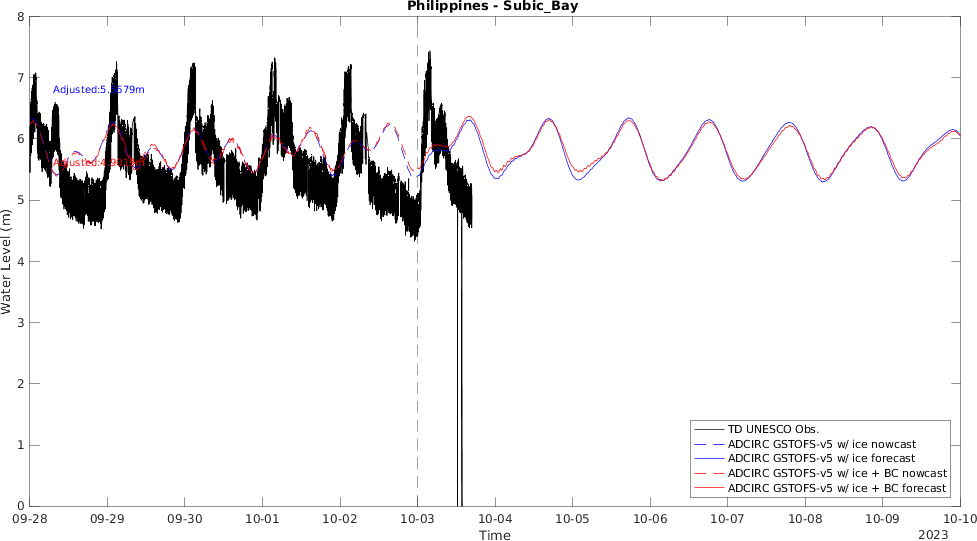 Philippines - Subic_Bay
Water Level (m)
8
7
6
5
4
3
2
1
0
TD UNESCO Obs.
ADCIRC GSTOFS-v5 w/ ice nowcast
ADCIRC GSTOFS-v5 w/ ice forecast
ADCIRC GSTOFS-v5 w/ ice + BC nowcast
ADCIRC GSTOFS-v5 w/ ice + BC forecast
09-28 09-29 09-30 10-01 10-02 10-03 10-04 10-05 10-06 10-07 10-08 10-09 10-10
Time
2023